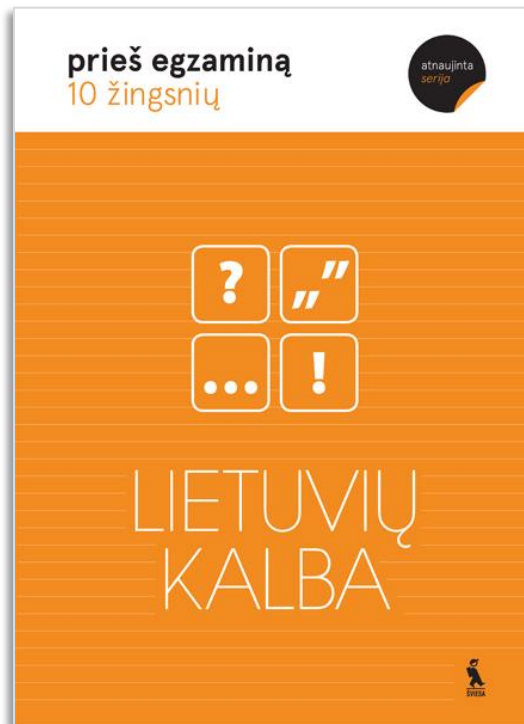 prieš egzaminą
10 žingsnių
atnaujinta
serija
? „ ”
... !
LIETUVIŲ
KALBA
ŠVIESA